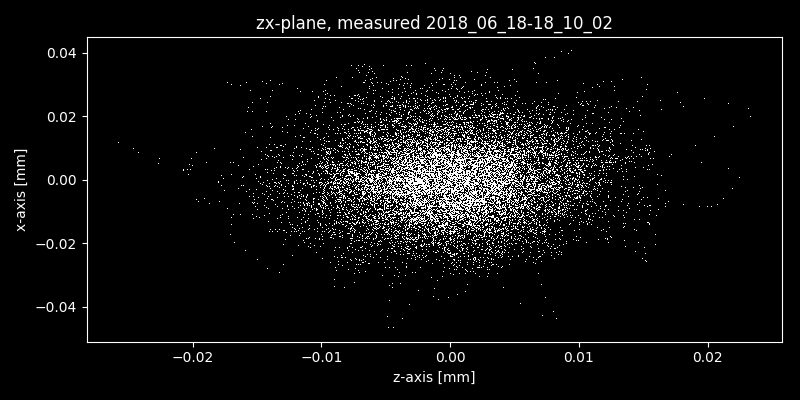 zx-plane, measured 2018_06_18-18_10_02
0.04
0.02
0.00
−0.02
−0.04
x-axis [mm]
−0.02 −0.01 0.00 0.01 0.02
z-axis [mm]